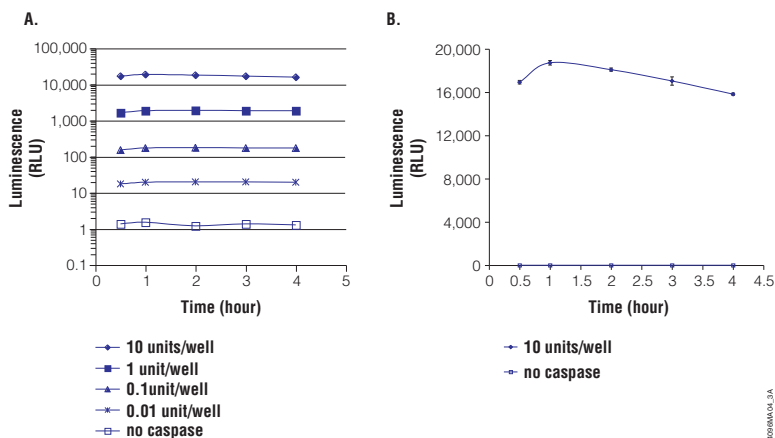 A.
100,000
10,000
1,000
100
10
1
0.1
0 1 2 3 4 5
Luminescence
(RLU)
Time (hour)
10 units/well
1 unit/well
0.1unit/well
0.01 unit/well
no caspase
B.
20,000
16,000
12,000
8,000
4,000
0
0 0.5 1 1.5 2 2.5 3 3.5 4 4.5
Luminescence
(RLU)
Time (hour)
10 units/well
no caspase